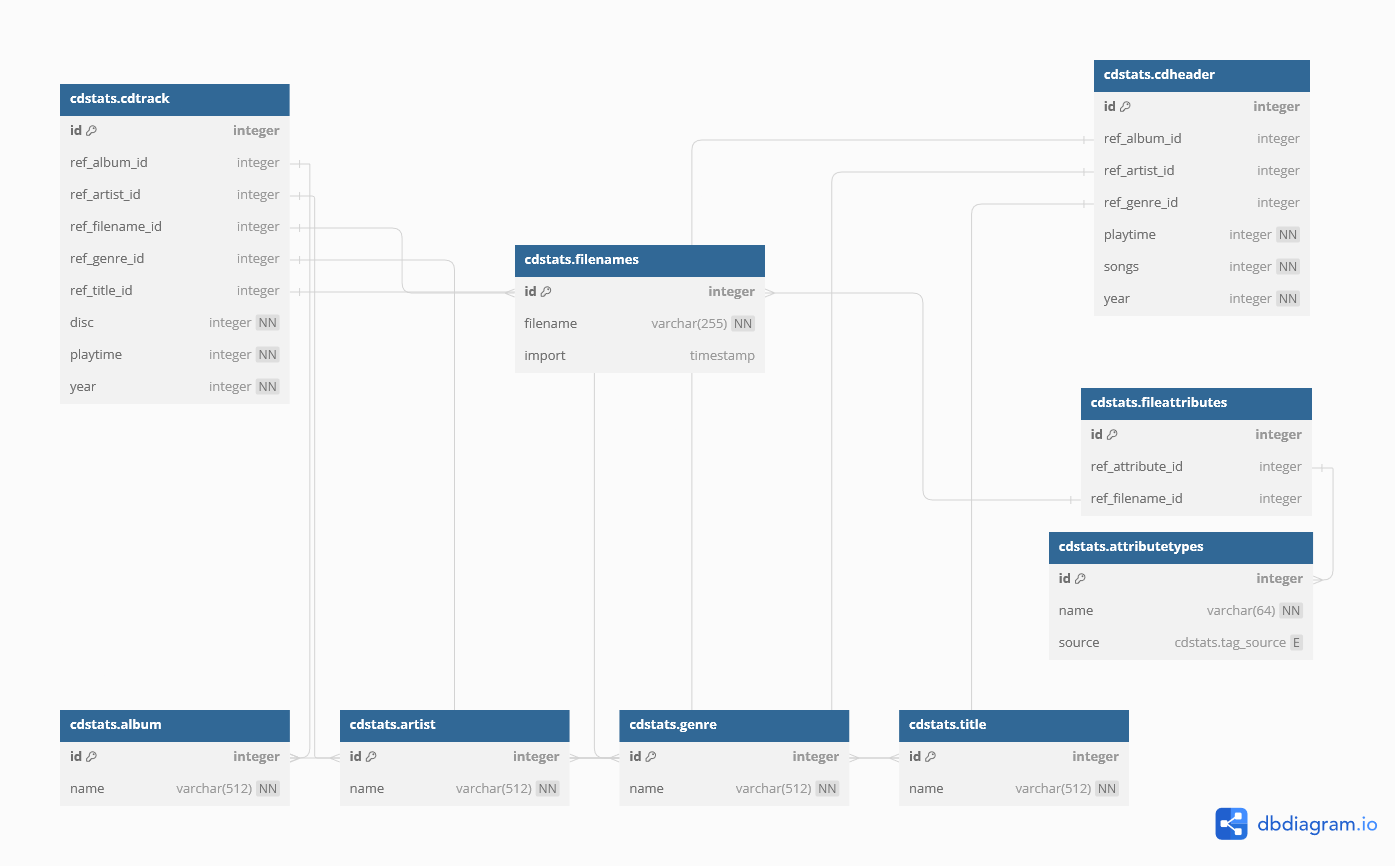 cdstats.cdtrack
id integer
ref_album_id integer
ref_artist_id integer
ref_filename_id integer
ref_genre_id integer
ref_title_id integer
disc integer NN
playtime integer NN
year integer NN
cdstats.filenames
id integer
filename varchar(255) NN
import timestamp
cdstats.cdheader
id integer
ref_album_id integer
ref_artist_id integer
ref_genre_id integer
playtime integer NN
songs integer NN
year integer NN
cdstats.fileattributes
id integer
ref_attribute_id integer
ref_filename_id integer
cdstats.attributetypes
id integer
name varchar(64) NN
source cdstats.tag_source E
cdstats.album
id integer
name varchar(512) NN
cdstats.artist
id integer
name varchar(512) NN
cdstats.genre
id integer
name varchar(512) NN
cdstats.title
id integer
name varchar(512) NN
dbdiagram.io